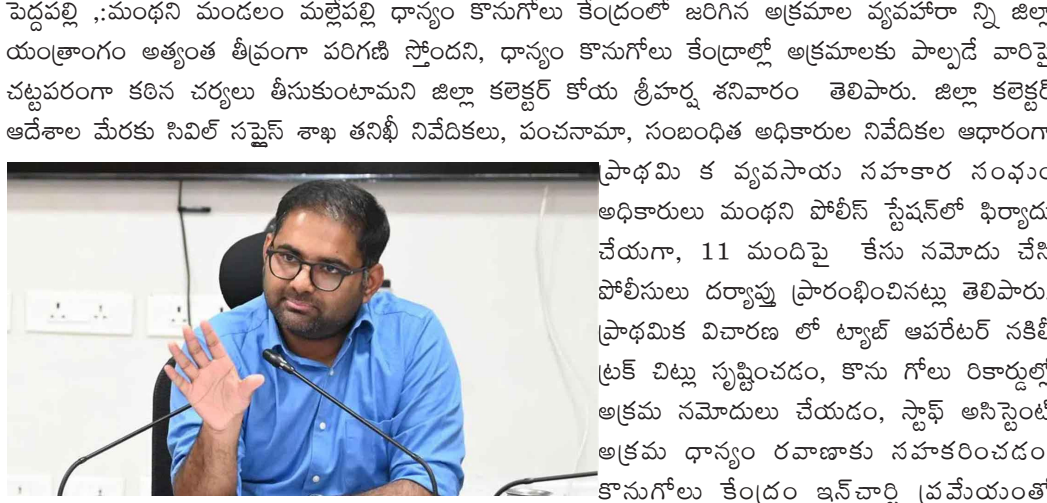 పెద్దపల్లి ,:మంథని మండలం మల్లేపల్లి ధాన్యం కొనుగోలు కేంద్రంలో జరిగిన అక్రమాల వ్యవహారా న్ని జిల్లా
యంత్రాంగం అత్యంత తీవ్రంగా పరిగణి స్తోందని, ధాన్యం కొనుగోలు కేంద్రాల్లో అక్రమాలకు పాల్పడే వారిపై
చట్టపరంగా కఠిన చర్యలు తీసుకుంటామని జిల్లా కలెక్టర్ కోయ శ్రీహర్ష శనివారం తెలిపారు. జిల్లా కలెక్టర్
ఆదేశాల మేరకు సివిల్ సప్లైస్ శాఖ తనిఖీ నివేదికలు, పంచనామా, సంబంధిత అధికారుల నివేదికల ఆధారంగా
ప్రాథమి క వ్యవసాయ సహకార సంఘం
అధికారులు మంథని పోలీస్ స్టేషన్‌లో ఫిర్యాదు
చేయగా, 11 మందిపై కేసు నమోదు చేసి
పోలీసులు దర్యాప్తు ప్రారంభించినట్లు తెలిపారు.
ప్రాథమిక విచారణ లో ట్యాబ్ ఆపరేటర్ నకిలీ
ట్రక్ చిట్లు సృష్టించడం, కొను గోలు రికార్డుల్లో
అక్రమ నమోదులు చేయడం, స్టాఫ్ అసిస్టెంట్
అక్రమ ధాన్యం రవాణాకు సహకరించడం
కొనుగోలు కేంద్రం ఇన్‌చార్జి ప్రమేయంతో